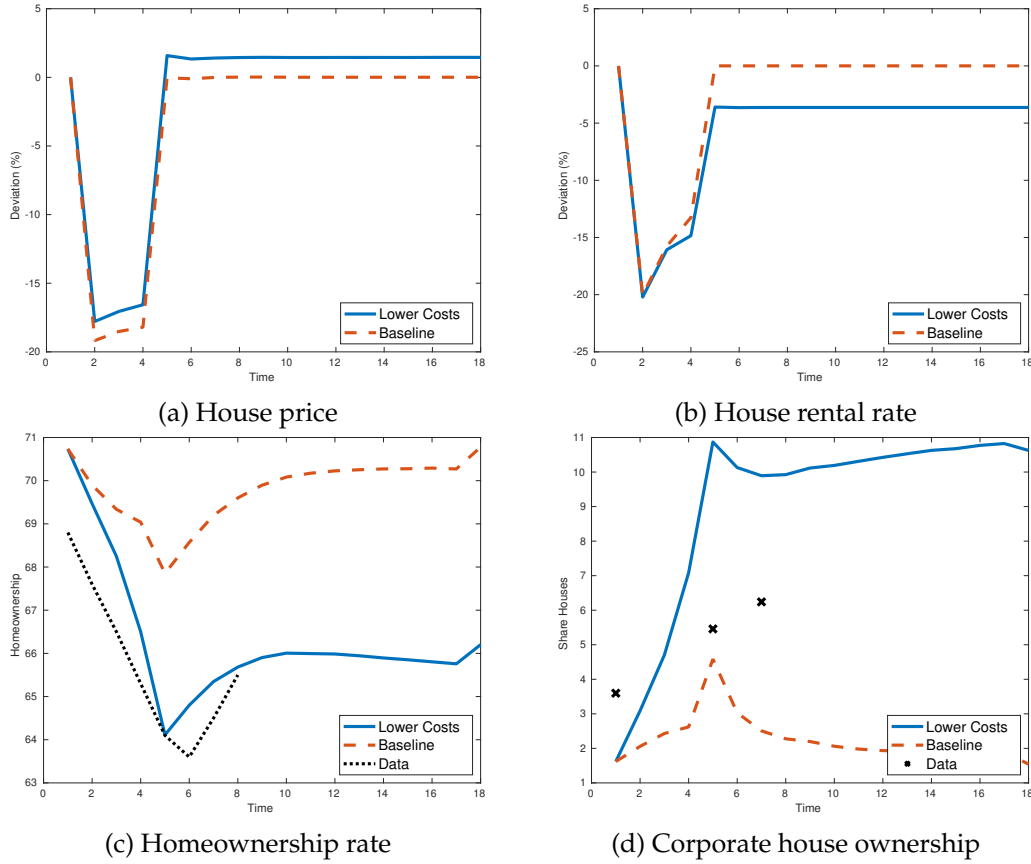 5
0
-5
-10
-15
-20
Deviation (%)
0 2 4 6 8 10 12 14 16 18
Time
Lower Costs
Baseline
(a) House price
5
0
-5
-10
-15
-20
-25
Deviation (%)
0 2 4 6 8 10 12 14 16 18
Time
Lower Costs
Baseline
(b) House rental rate
71
70
69
68
67
66
65
64
63
Homeownership
0 2 4 6 8 10 12 14 16 18
Time
Lower Costs
Baseline
Data
(c) Homeownership rate
11
10
9
8
7
6
5
4
3
2
1
Share Houses
0 2 4 6 8 10 12 14 16 18
Time
Lower Costs
Baseline
Data
(d) Corporate house ownership